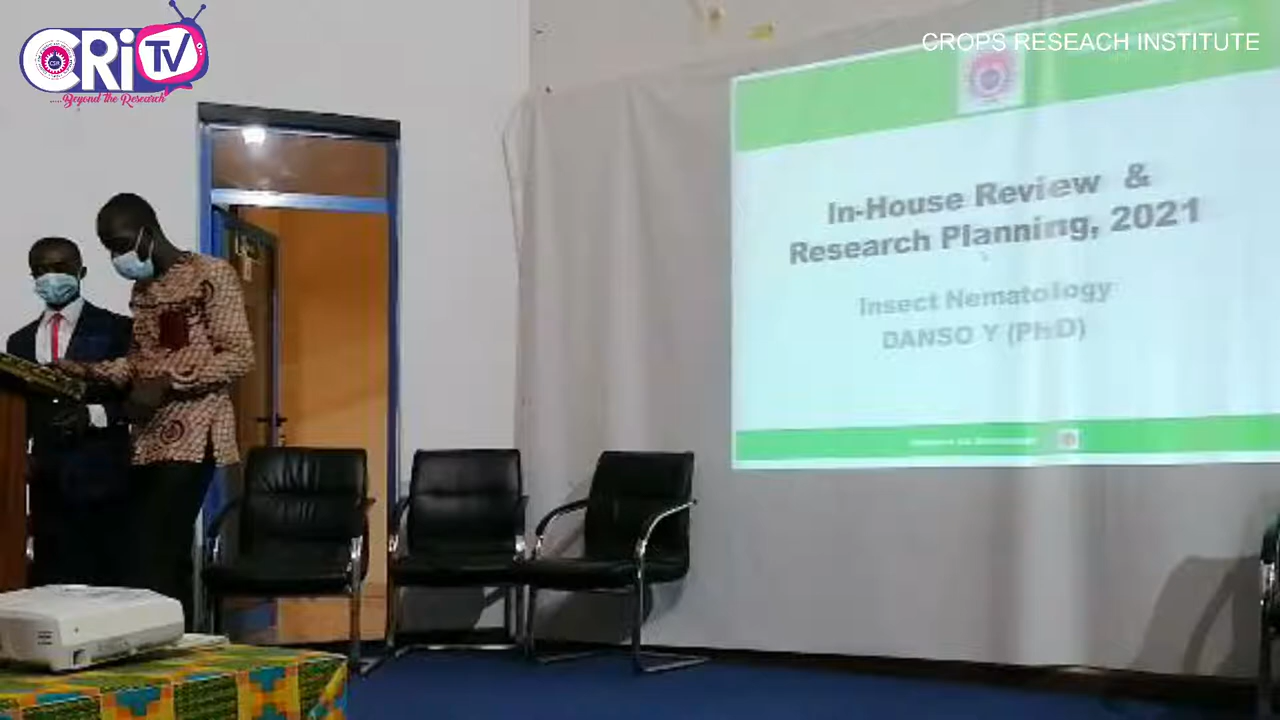 CRi TV
.....Beyond the Research
CROPS RESEACH INSTITUTE
In-House Review &
Research Planning, 2021
Insect Nematology
DANSO Y (PhD)